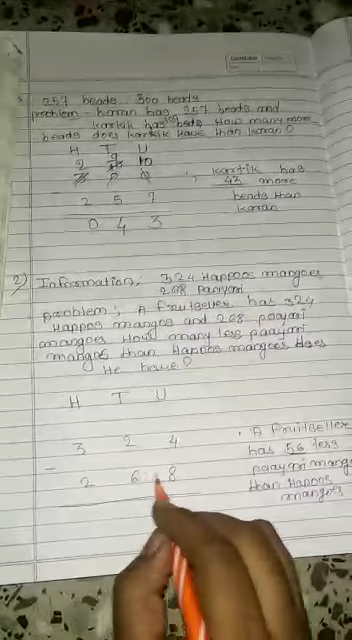 257 beads. 300 beads
problem - karan has 257 beads and
kartik has 300 beads How many more
beads does kartik Have than karan?
H T U
2 9 10
3 0 0
2 5 7
0 4 3
∴ kartik has
43 more
beads than
karan
2) Information: 324 Happos mangoes
268 paayari
problem: A fruitseller has 324
Happos mangos and 268 paayari
mangoes How many less paayari
mangos than Happos mangoes does
He have?
H T U
3 2 4
- 2 6 8
∴ A fruitseller
has 56 less
paayri mango
than Happos
mangoes